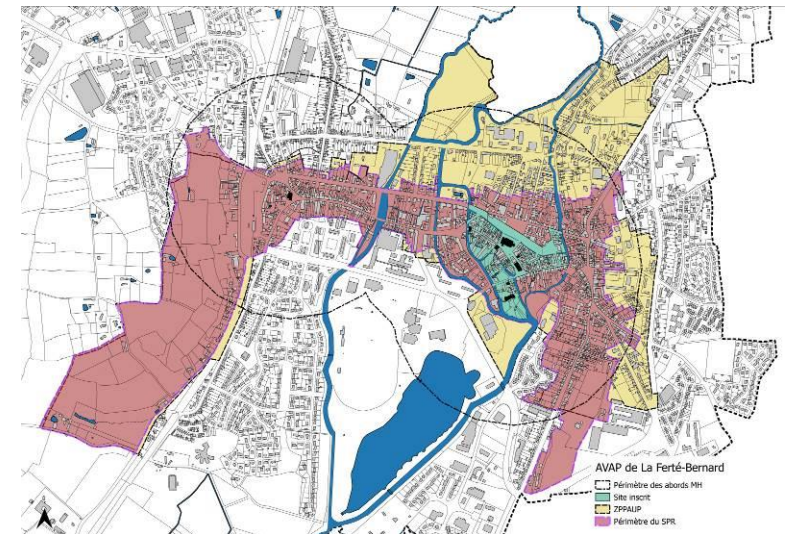 AVAP de La Ferté-Bernard
Périmètre des abords MH
Site inscrit
ZPPAUP
Périmètre du SPR